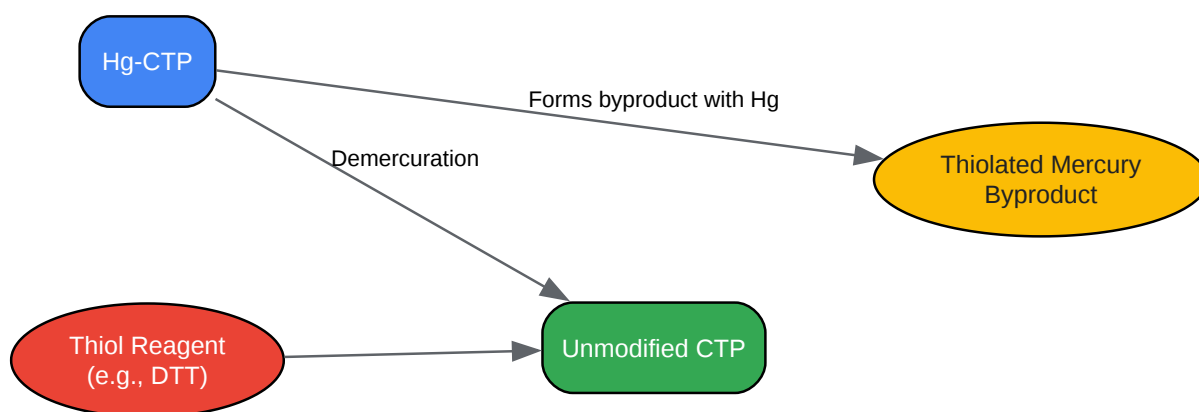 Hg-CTP
Forms byproduct with Hg
Demercuration
Thiolated Mercury
Byproduct
Thiol Reagent
(e.g., DTT)
Unmodified CTP